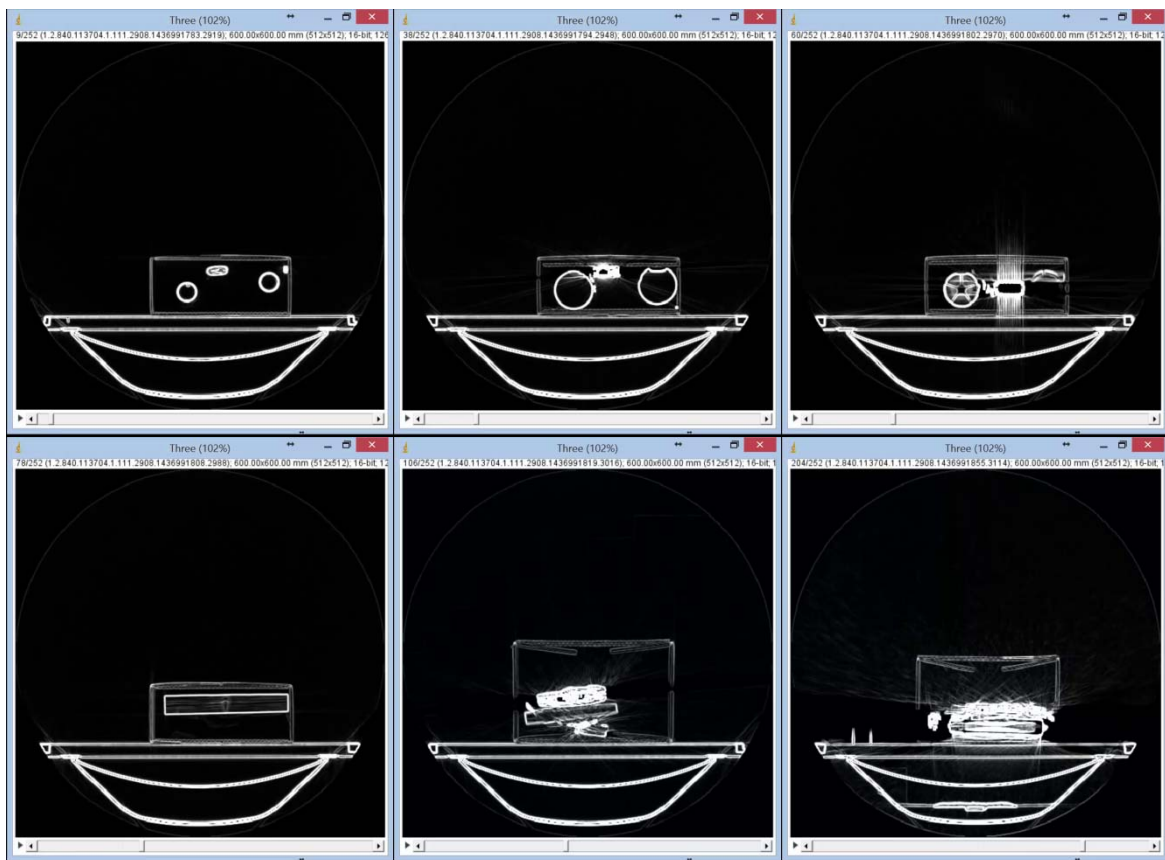 Three (102%)
9/252 (1.2.840.113704.1.111.2908.1436991783.2919); 600.00x600.00 mm (512x512); 16-bit; 126
Three (102%)
38/252 (1.2.840.113704.1.111.2908.1436991794.2948); 600.00x600.00 mm (512x512); 16-bit; 12
Three (102%)
60/252 (1.2.840.113704.1.111.2908.1436991802.2970); 600.00x600.00 mm (512x512); 16-bit; 12
Three (102%)
78/252 (1.2.840.113704.1.111.2908.1436991808.2988); 600.00x600.00 mm (512x512); 16-bit; 12
Three (102%)
106/252 (1.2.840.113704.1.111.2908.1436991819.3016); 600.00x600.00 mm (512x512); 16-bit; 1
Three (102%)
204/252 (1.2.840.113704.1.111.2908.1436991855.3114); 600.00x600.00 mm (512x512); 16-bit; 1